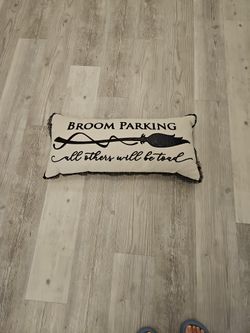 BROOM PARKING
all others will be toad